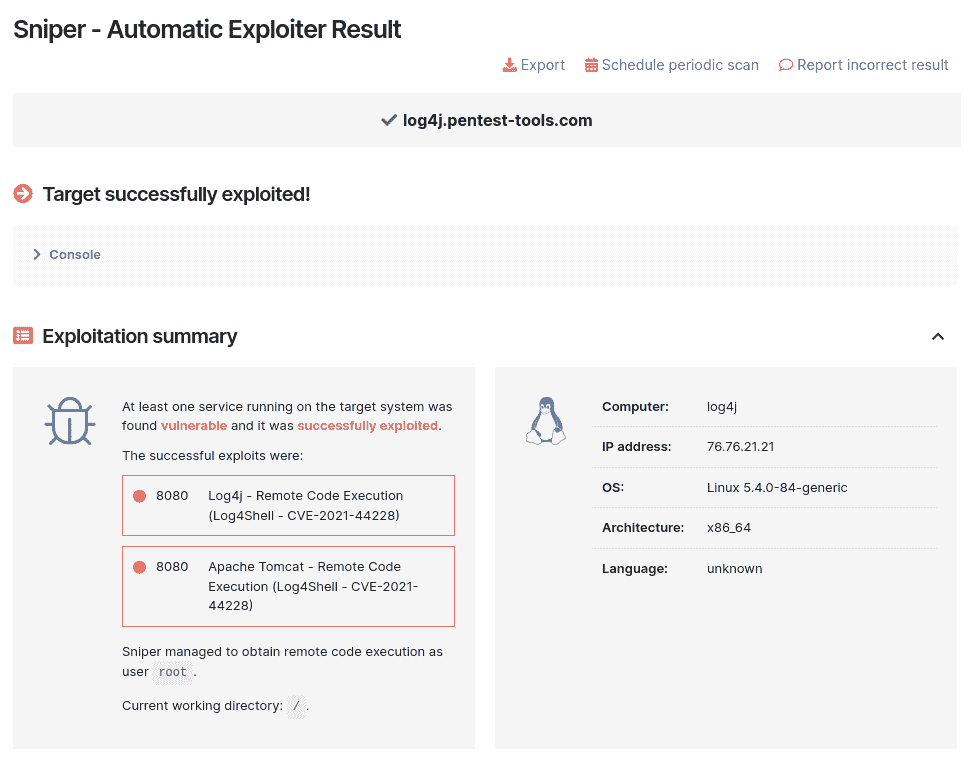 Sniper - Automatic Exploiter Result
Export
Schedule periodic scan
Report incorrect result
log4j.pentest-tools.com
Target successfully exploited!
Console
Exploitation summary
At least one service running on the target system was
found vulnerable and it was successfully exploited.
The successful exploits were:
8080 Log4j - Remote Code Execution
(Log4Shell - CVE-2021-44228)
8080 Apache Tomcat - Remote Code
Execution (Log4Shell - CVE-2021-
44228)
Sniper managed to obtain remote code execution as
user root .
Current working directory: / .
Computer: log4j
IP address: 76.76.21.21
OS: Linux 5.4.0-84-generic
Architecture: x86_64
Language: unknown